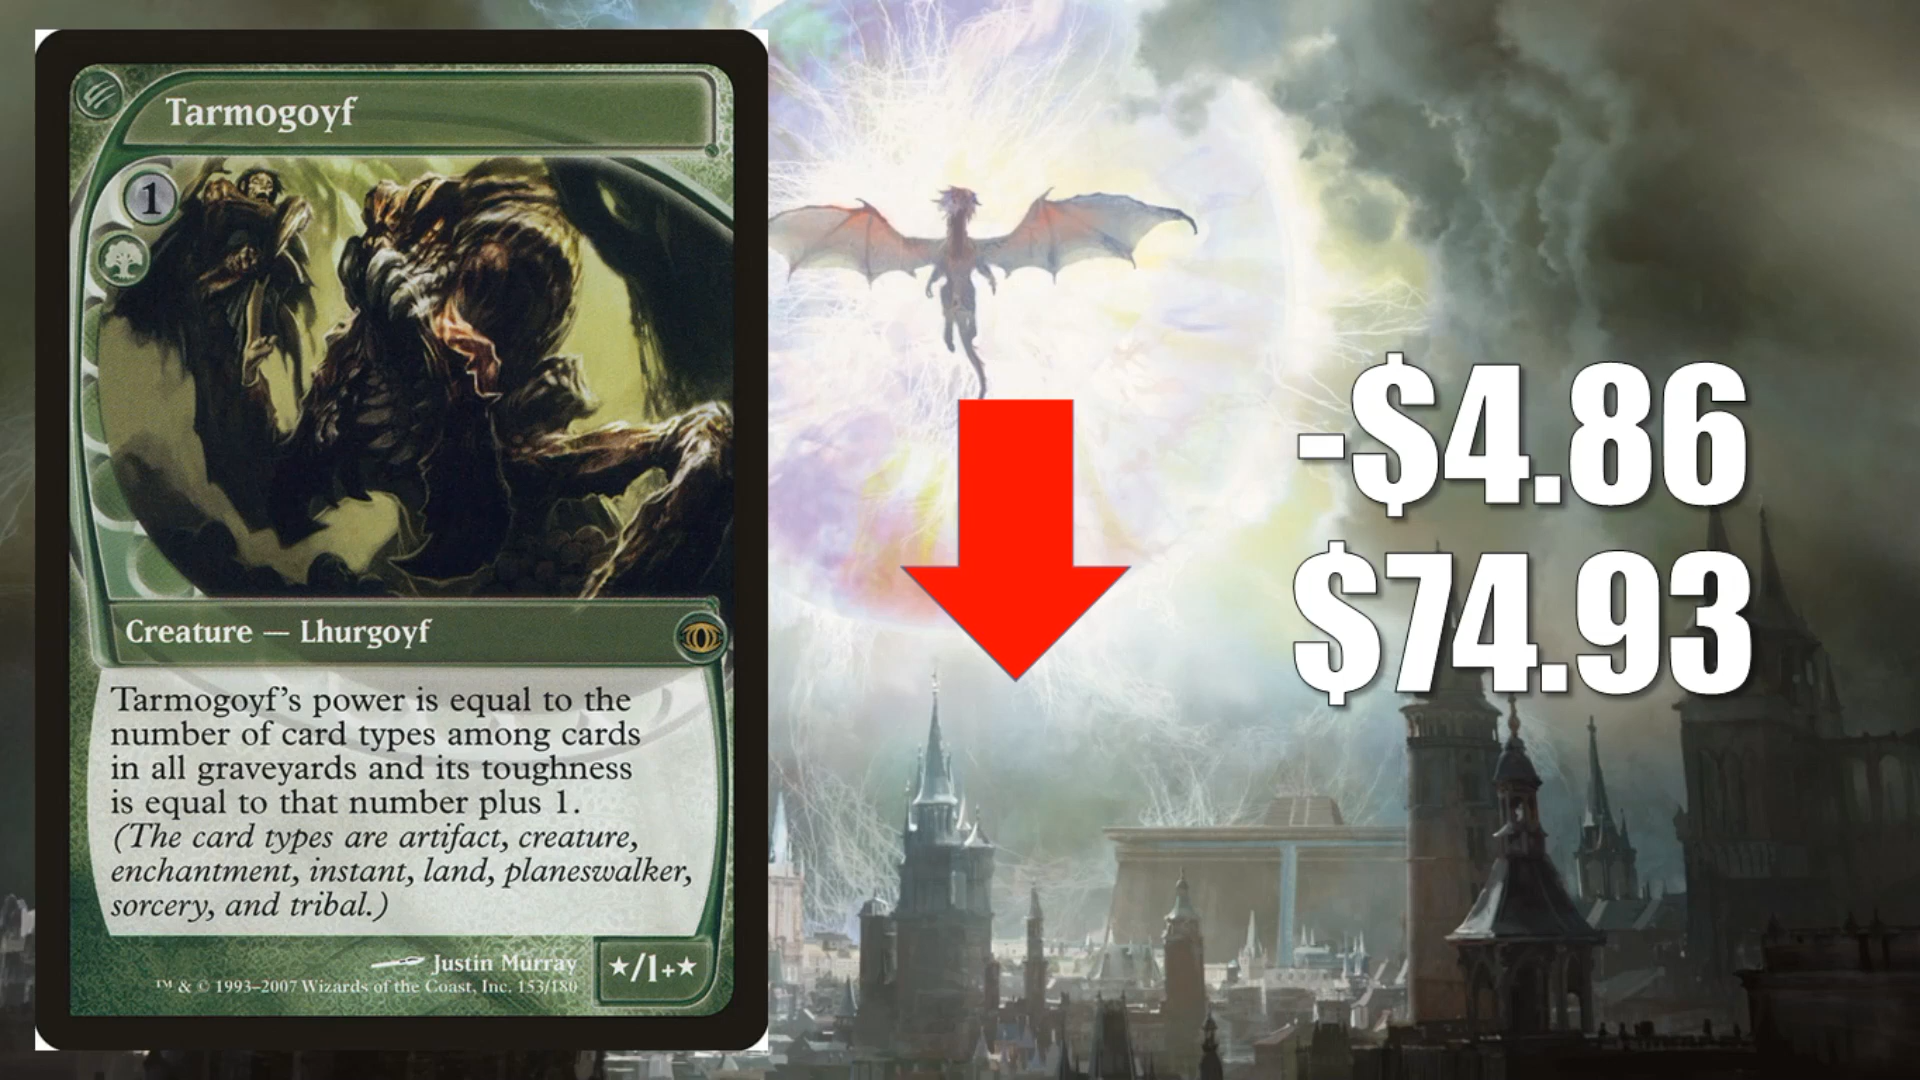 Tarmogoyf
1
Creature — Lhurgoyf
Tarmogoyf's power is equal to the
number of card types among cards
in all graveyards and its toughness
is equal to that number plus 1.
(The card types are artifact, creature,
enchantment, instant, land, planeswalker,
sorcery, and tribal.)
Justin Murray
★/1+★
™ & © 1993–2007 Wizards of the Coast, Inc. 153/180
-$4.86
$74.93